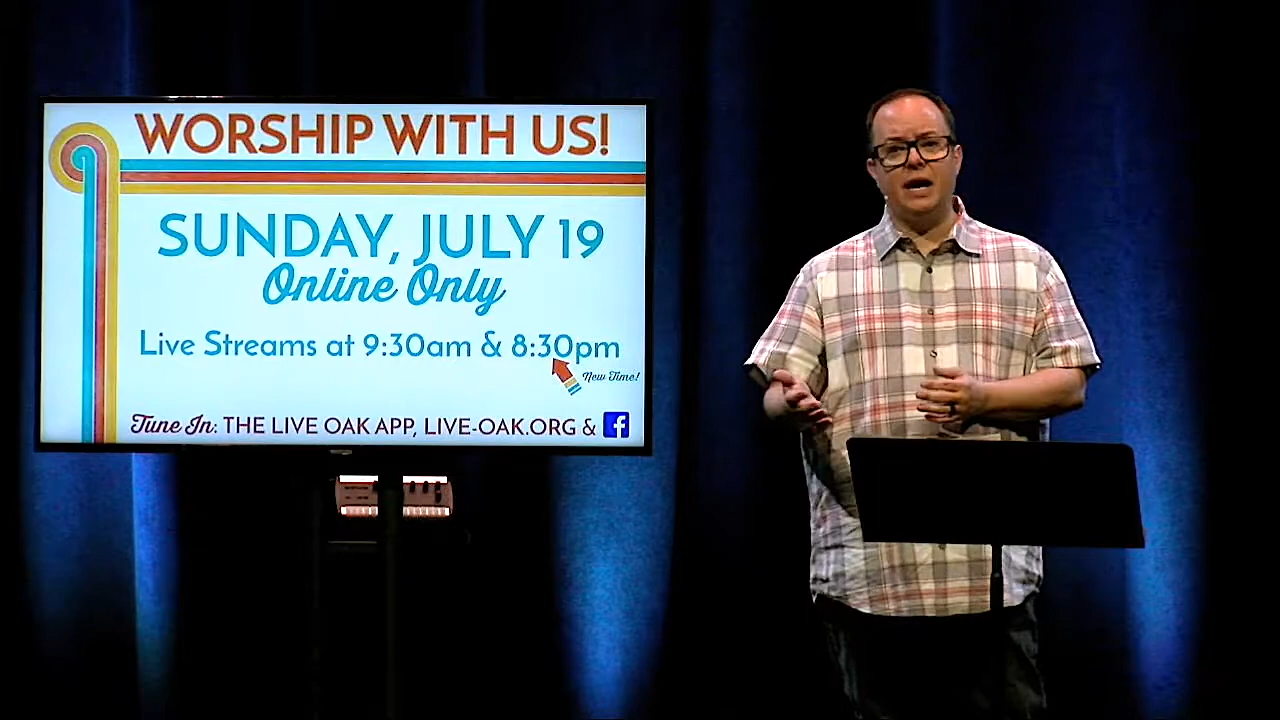 WORSHIP WITH US!
SUNDAY, JULY 19
Online Only
Live Streams at 9:30am & 8:30pm
New Time!
Tune In: THE LIVE OAK APP, LIVE-OAK.ORG & f